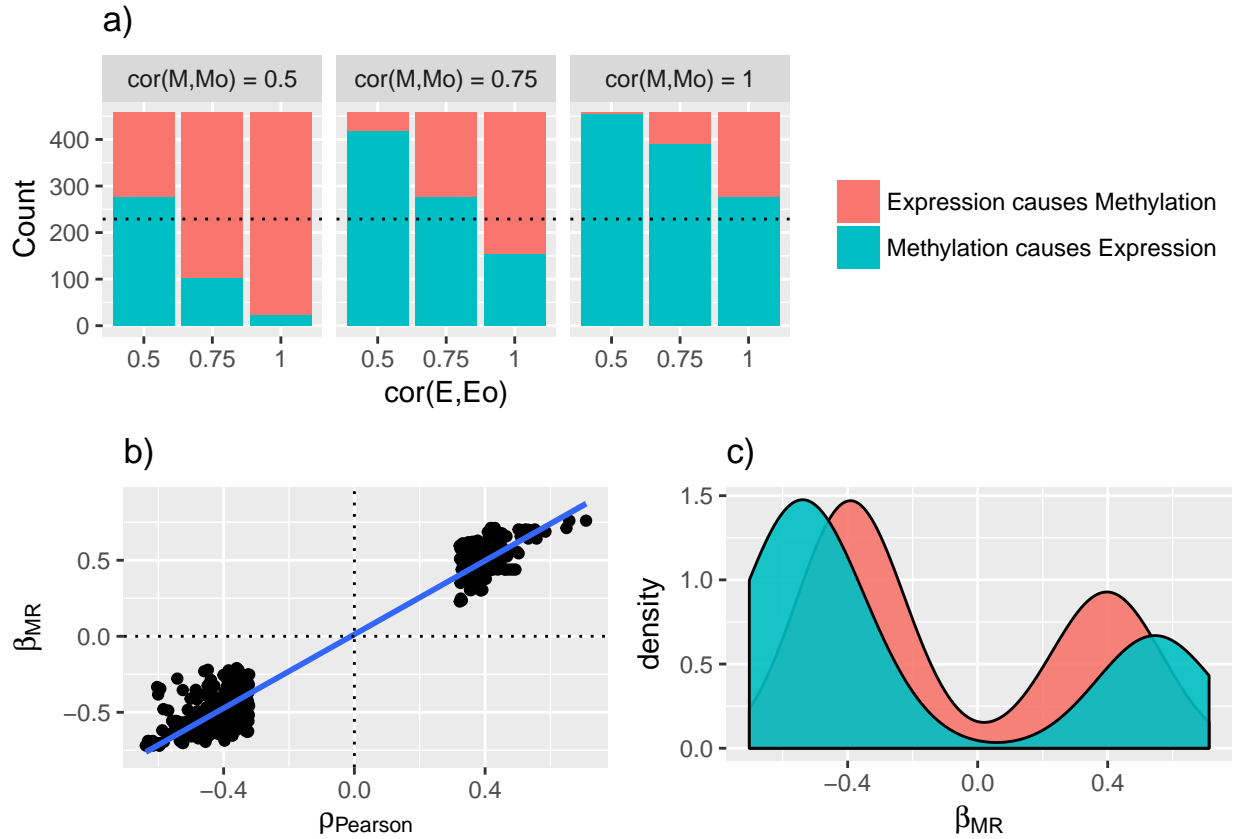 a)
cor(M,Mo) = 0.5
cor(M,Mo) = 0.75
cor(M,Mo) = 1
Count
400
300
200
100
0
0.5 0.75 1
0.5 0.75 1
0.5 0.75 1
cor(E,Eo)
Expression causes Methylation
Methylation causes Expression
b)
βMR
0.5
0.0
−0.5
−0.4 0.0 0.4
ρPearson
c)
density
1.5
1.0
0.5
0.0
−0.4 0.0 0.4
βMR